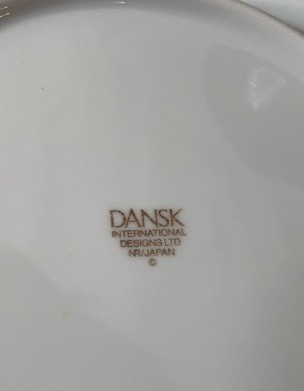 DANSK
INTERNATIONAL
DESIGNS LTD
NR/JAPAN
©